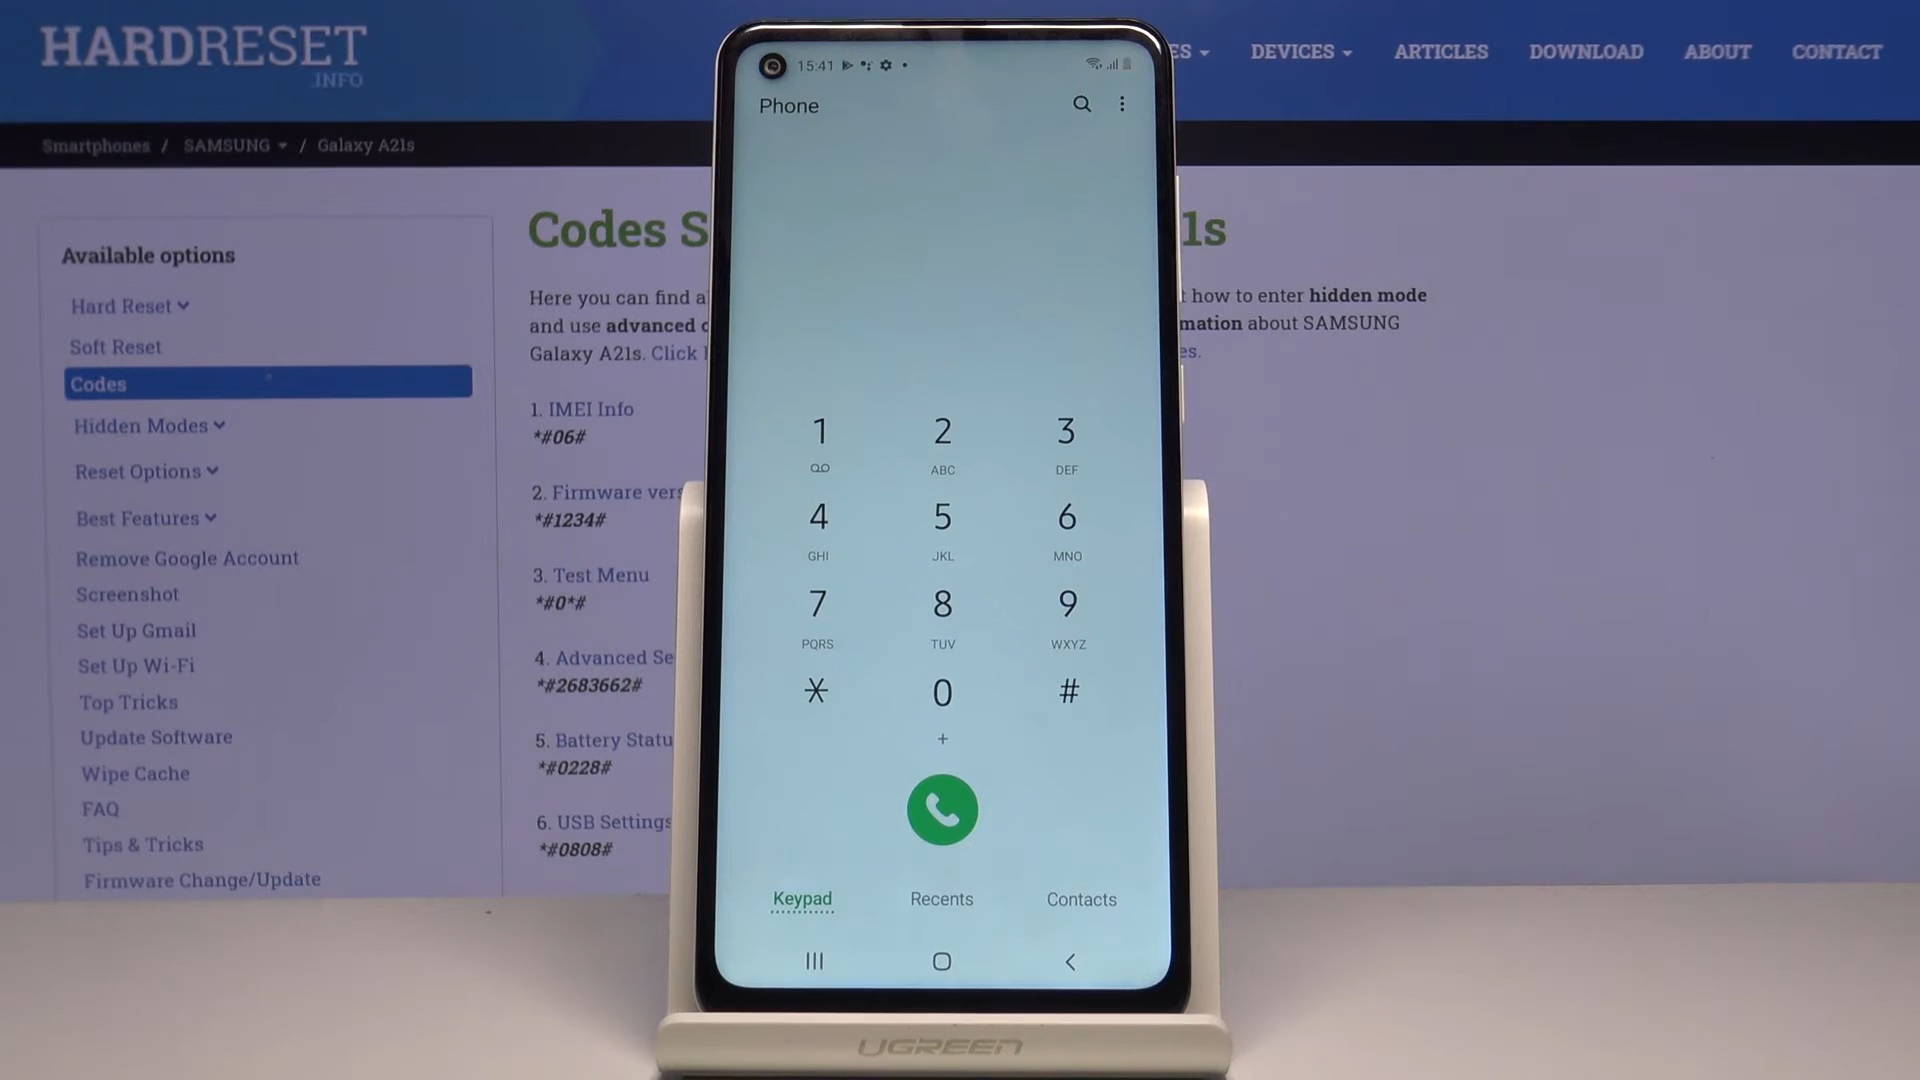 HARDRESET
.INFO
ES DEVICES ARTICLES DOWNLOAD ABOUT CONTACT
Smartphones / SAMSUNG / Galaxy A21s
Available options
Hard Reset
Soft Reset
Codes
Hidden Modes
Reset Options
Best Features
Remove Google Account
Screenshot
Set Up Gmail
Set Up Wi-Fi
Top Tricks
Update Software
Wipe Cache
FAQ
Tips & Tricks
Firmware Change/Update
Codes S 1s
Here you can find a t how to enter hidden mode
and use advanced c mation about SAMSUNG
Galaxy A21s. Click es.
1. IMEI Info
*#06#
2. Firmware vers
*#1234#
3. Test Menu
*#0*#
4. Advanced Se
*#2683662#
5. Battery Statu
*#0228#
6. USB Settings
*#0808#
15:41
Phone
1 2 3
ABC DEF
4 5 6
GHI JKL MNO
7 8 9
PQRS TUV WXYZ
* 0 #
+
Keypad Recents Contacts
UGREEN